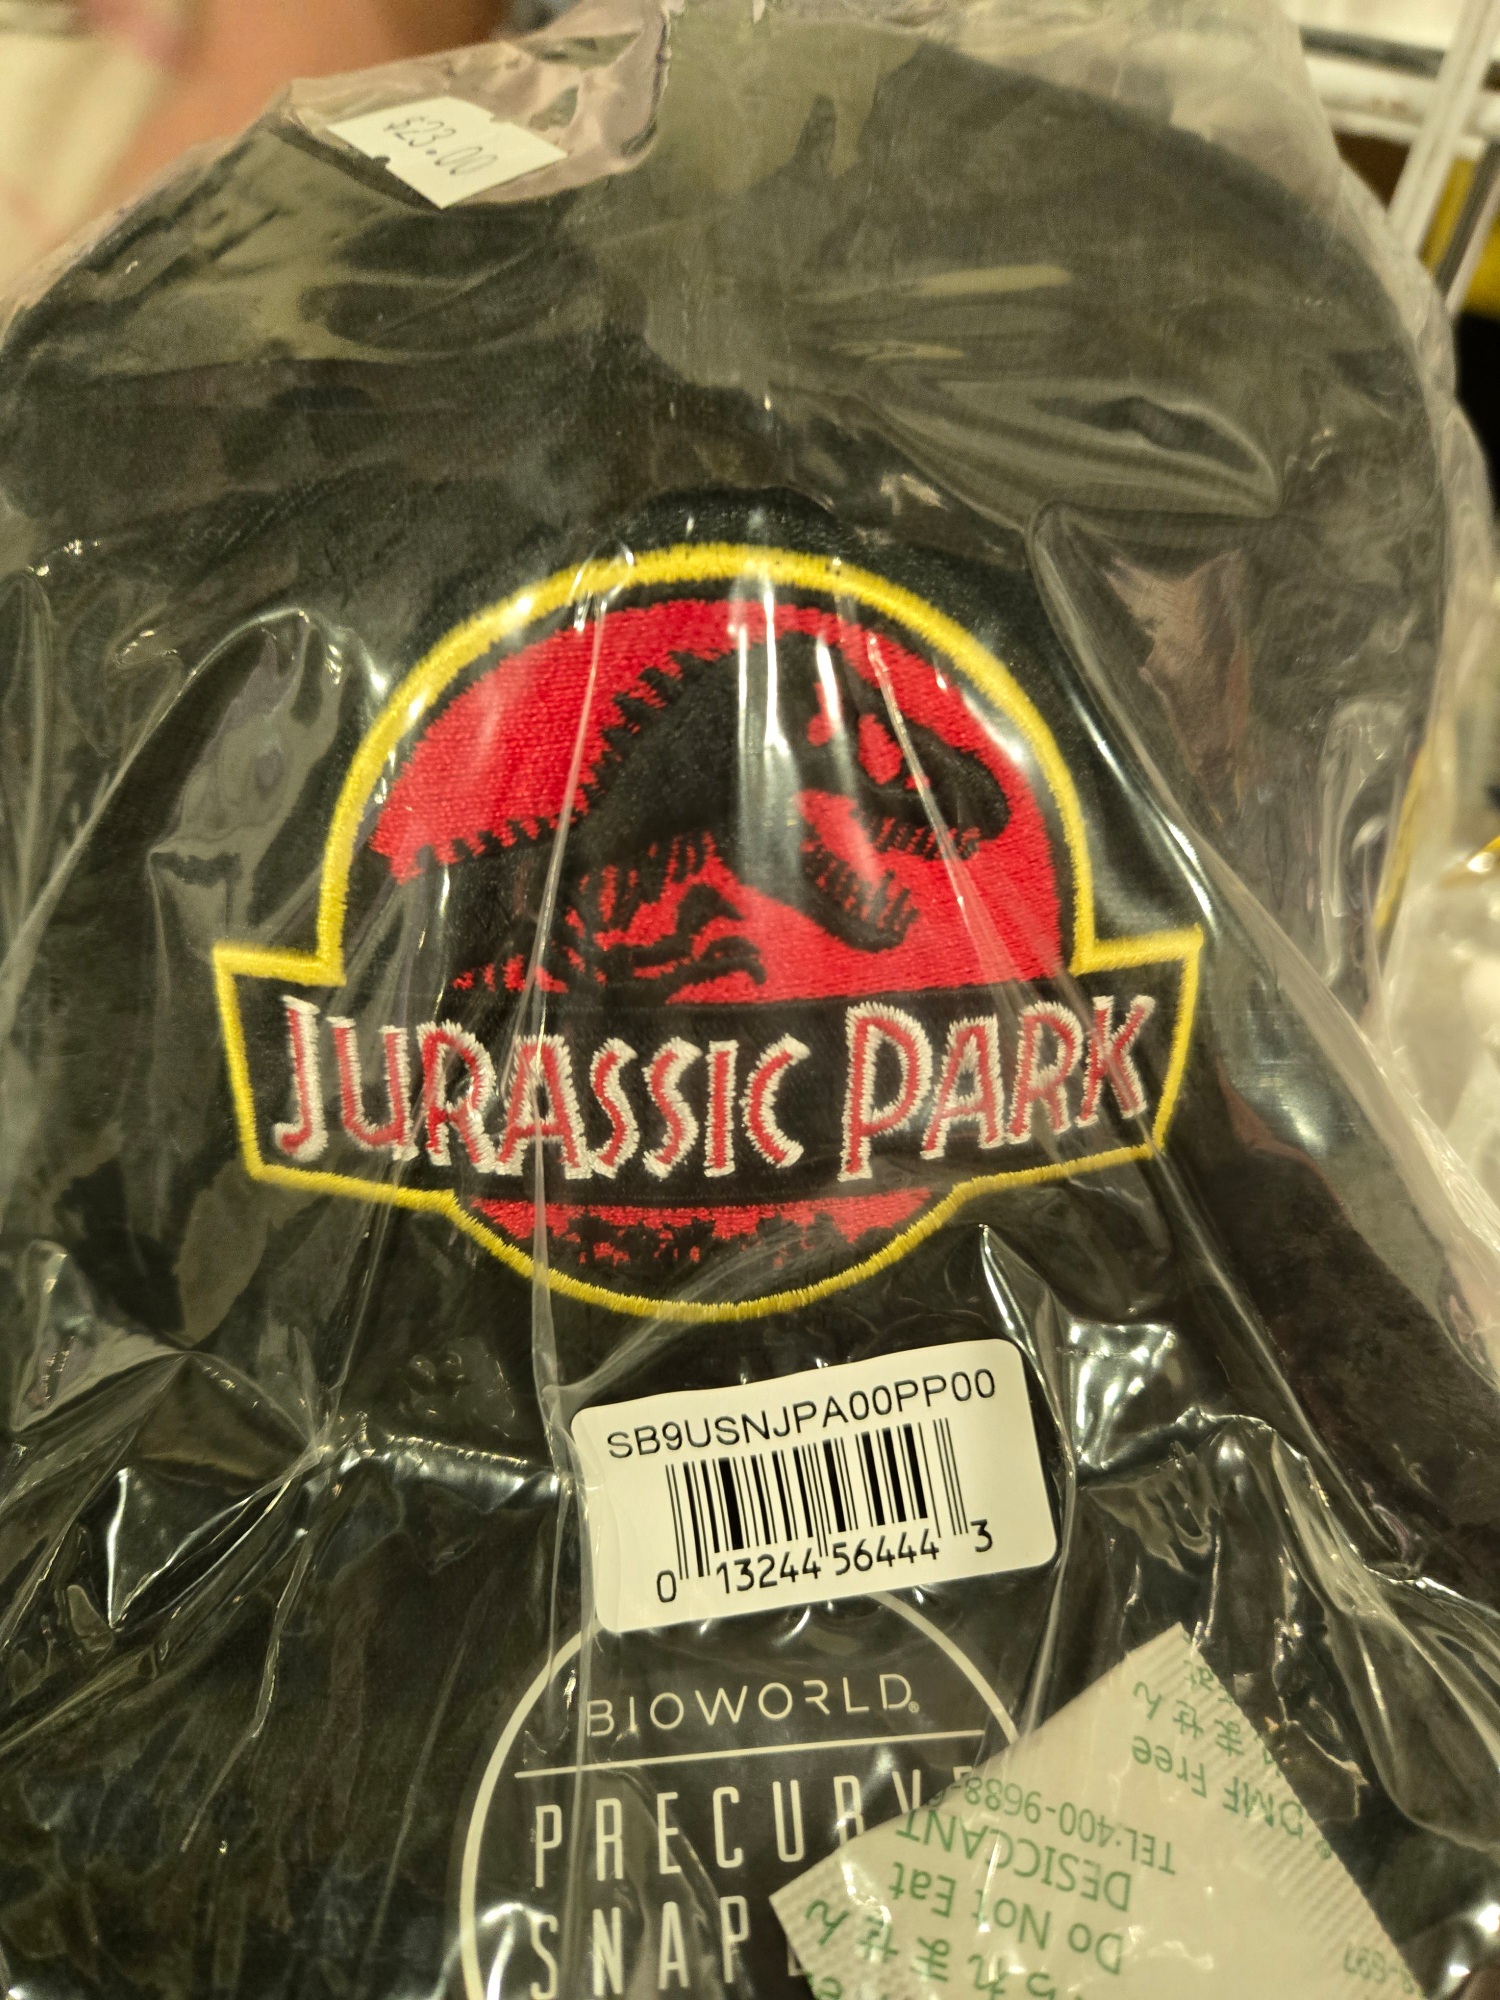 $23.00
JURASSIC PARK
SB9USNJPA00PP00
0 13244 56444 3
BIOWORLD®
PRECURV
SNAP
DMF Free
TEL:400-9688-
DESICCANT
Do Not Eat